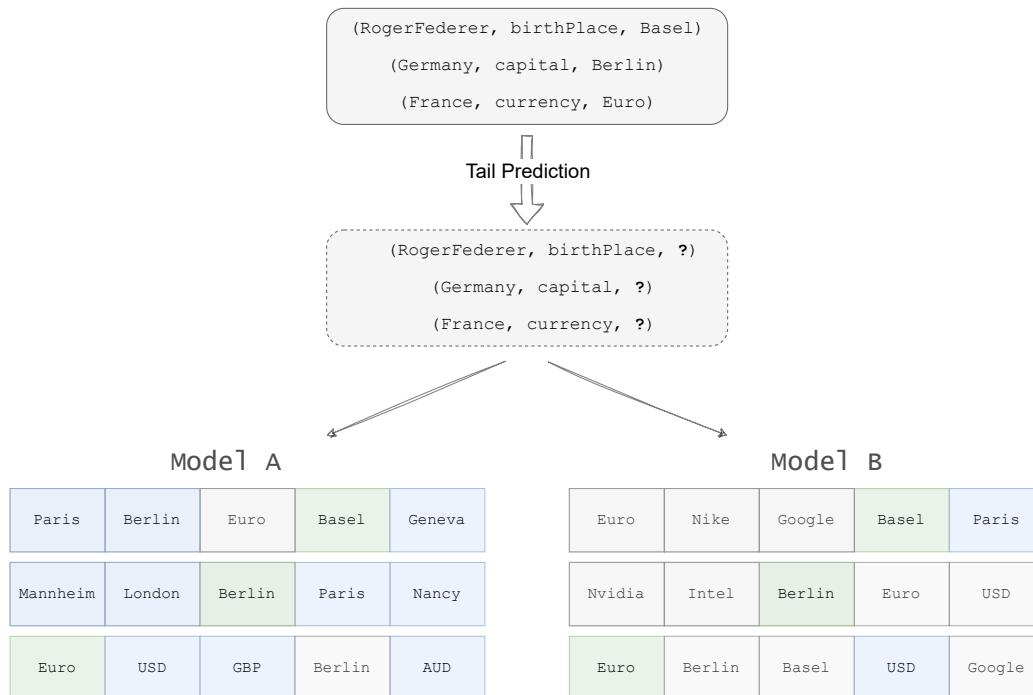 (RogerFederer, birthPlace, Basel)
(Germany, capital, Berlin)
(France, currency, Euro)
Tail Prediction
(RogerFederer, birthPlace, ?)
(Germany, capital, ?)
(France, currency, ?)
Model A
Paris Berlin Euro Basel Geneva
Mannheim London Berlin Paris Nancy
Euro USD GBP Berlin AUD
Model B
Euro Nike Google Basel Paris
Nvidia Intel Berlin Euro USD
Euro Berlin Basel USD Google